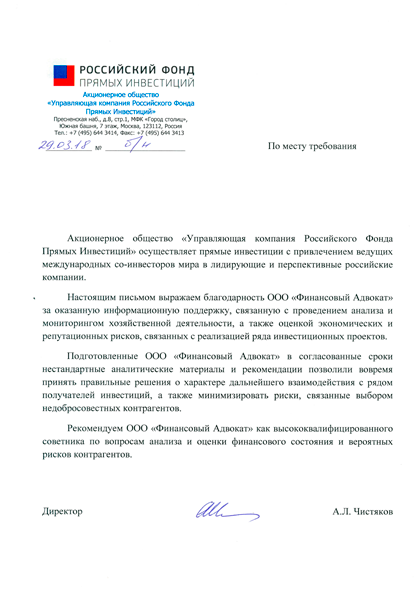 РОССИЙСКИЙ ФОНД
ПРЯМЫХ ИНВЕСТИЦИЙ
Акционерное общество
«Управляющая компания Российского Фонда
Прямых Инвестиций»
Пресненская наб., д.8, стр.1, МФК «Город столиц»,
Южная башня, 7 этаж, Москва, 123112, Россия
Тел.: +7 (495) 644 3414, Факс: +7 (495) 644 3413
29.03.18 № б/н
По месту требования
Акционерное общество «Управляющая компания Российского Фонда
Прямых Инвестиций» осуществляет прямые инвестиции с привлечением ведущих
международных со-инвесторов мира в лидирующие и перспективные российские
компании.
Настоящим письмом выражаем благодарность ООО «Финансовый Адвокат»
за оказанную информационную поддержку, связанную с проведением анализа и
мониторингом хозяйственной деятельности, а также оценкой экономических и
репутационных рисков, связанных с реализацией ряда инвестиционных проектов.
Подготовленные ООО «Финансовый Адвокат» в согласованные сроки
нестандартные аналитические материалы и рекомендации позволили вовремя
принять правильные решения о характере дальнейшего взаимодействия с рядом
получателей инвестиций, а также минимизировать риски, связанные выбором
недобросовестных контрагентов.
Рекомендуем ООО «Финансовый Адвокат» как высококвалифицированного
советника по вопросам анализа и оценки финансового состояния и вероятных
рисков контрагентов.
Директор
А.Л. Чистяков